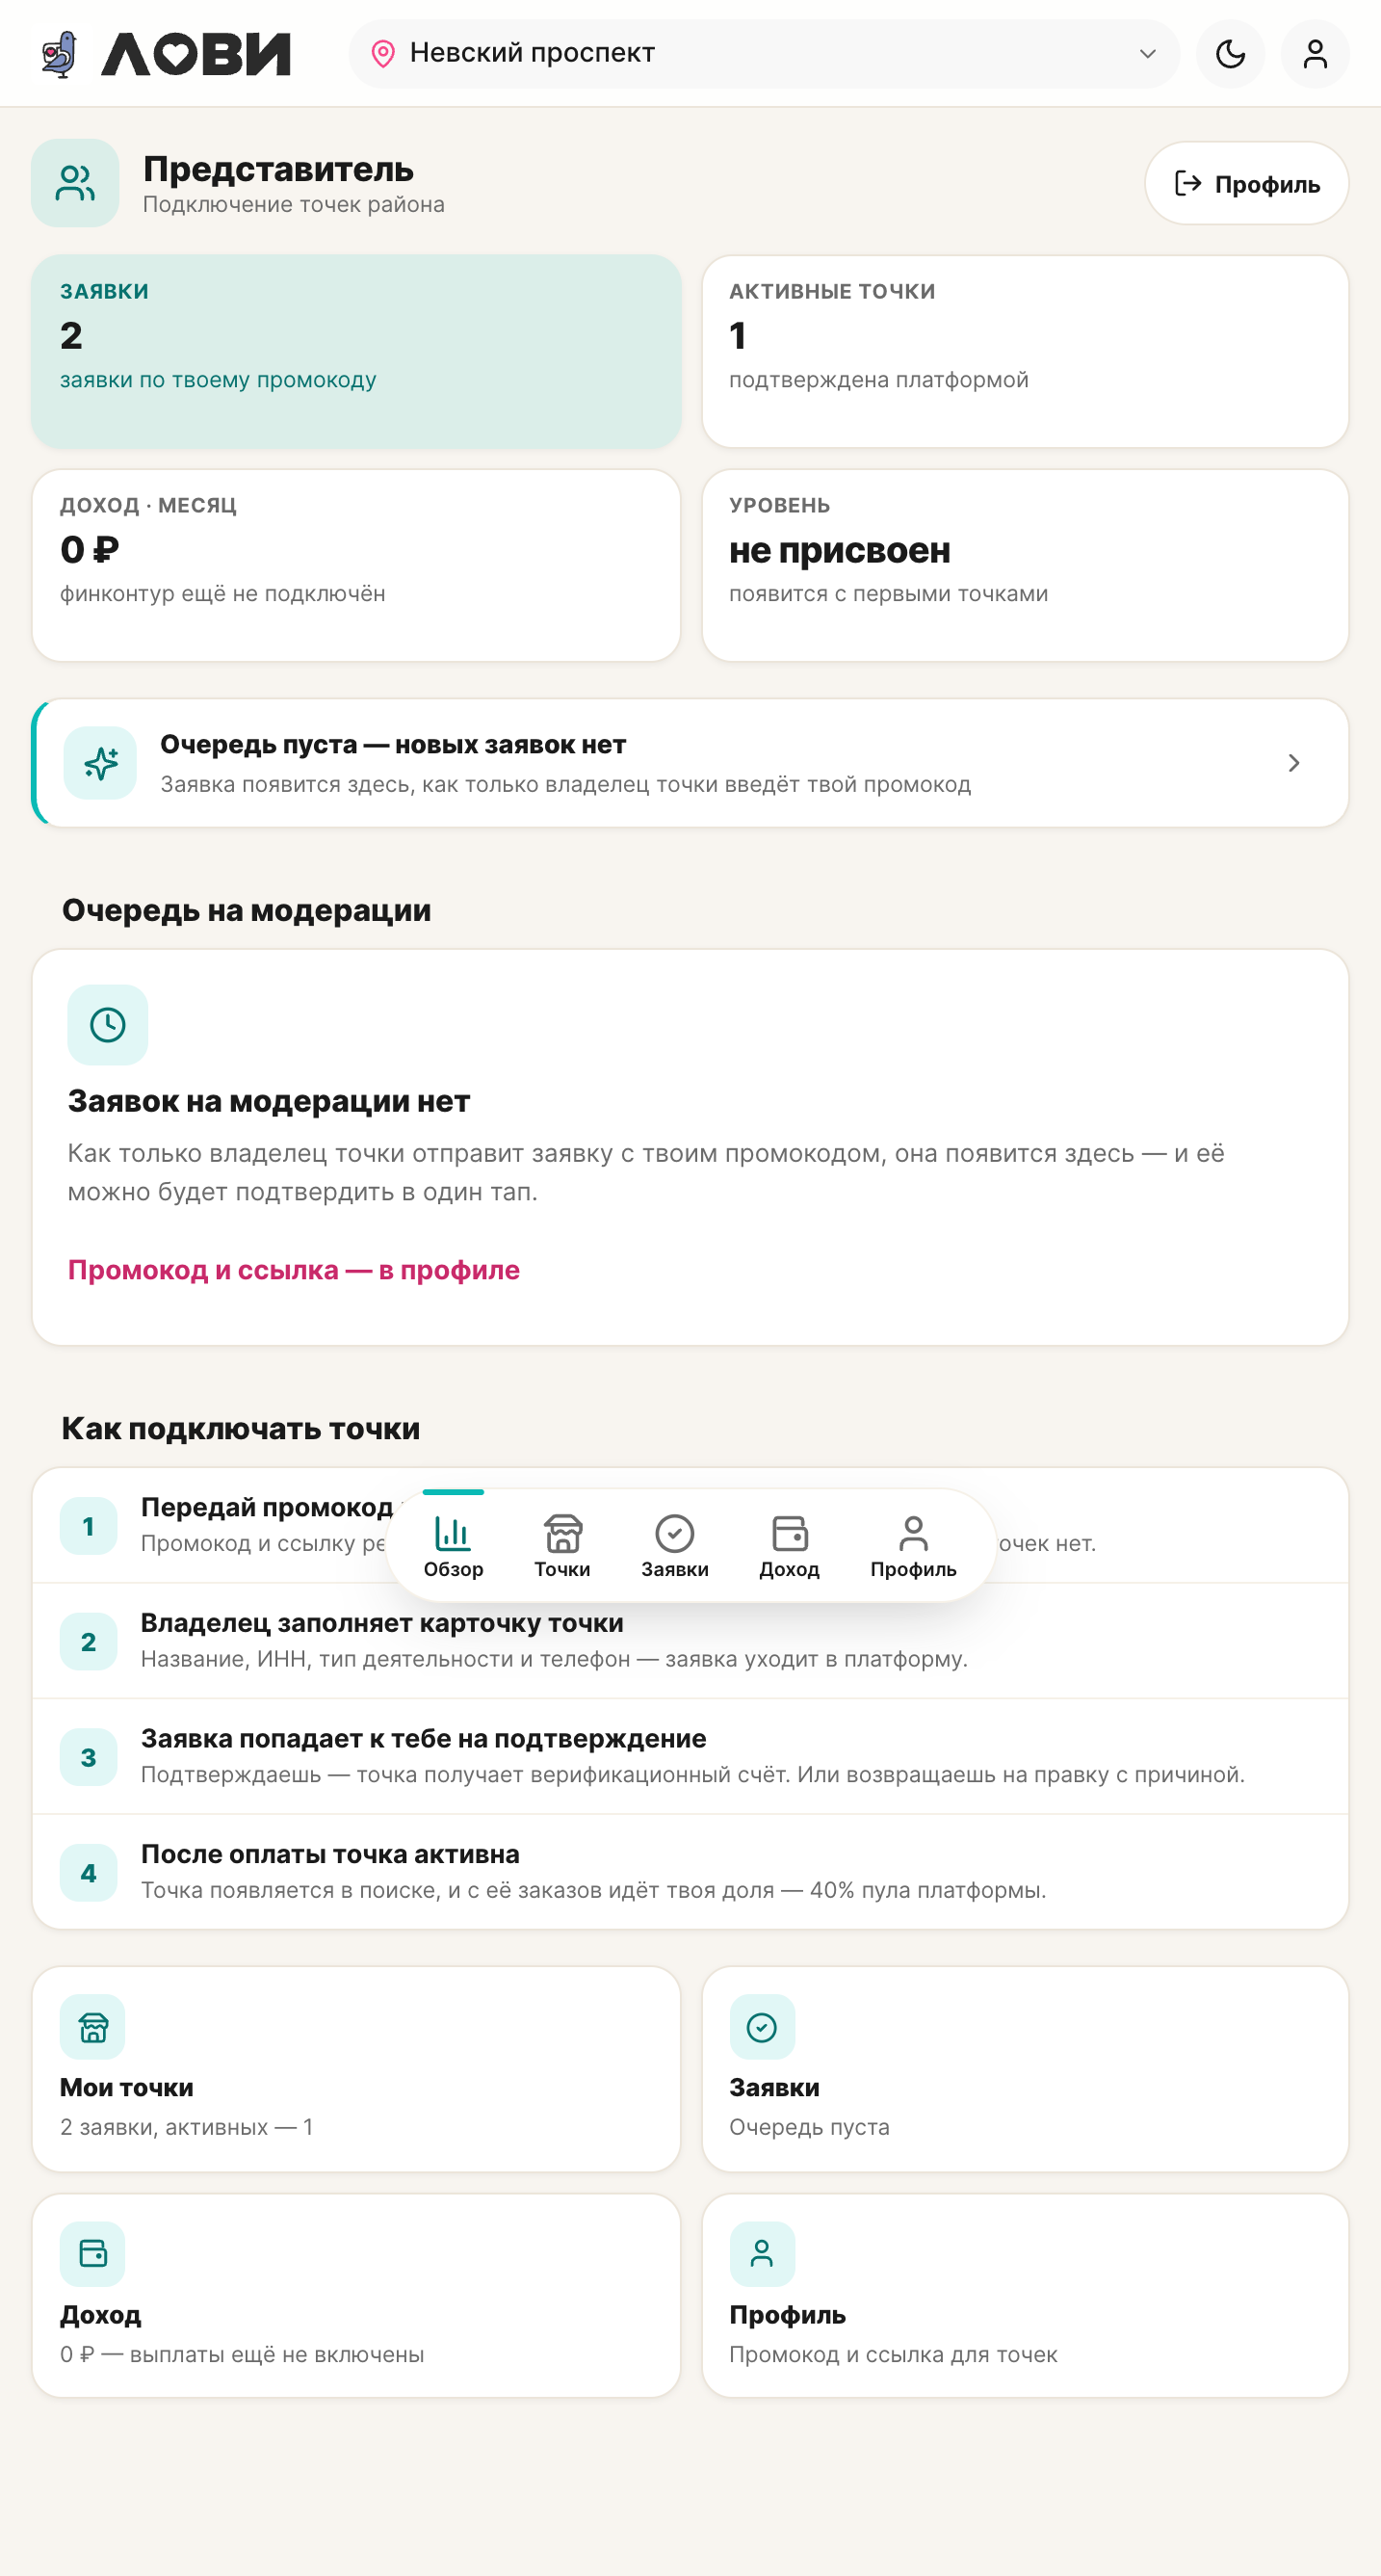 ЛОВИ
Невский проспект
Представитель
Подключение точек района
Профиль
ЗАЯВКИ
2
заявки по твоему промокоду
АКТИВНЫЕ ТОЧКИ
1
подтверждена платформой
ДОХОД · МЕСЯЦ
0 ₽
финконтур ещё не подключён
УРОВЕНЬ
не присвоен
появится с первыми точками
Очередь пуста — новых заявок нет
Заявка появится здесь, как только владелец точки введёт твой промокод
Очередь на модерации
Заявок на модерации нет
Как только владелец точки отправит заявку с твоим промокодом, она появится здесь — и её
можно будет подтвердить в один тап.
Промокод и ссылка — в профиле
Как подключать точки
1
Передай промокод
Промокод и ссылку
нет.
Обзор
Точки
Заявки
Доход
Профиль
2
Владелец заполняет карточку точки
Название, ИНН, тип деятельности и телефон — заявка уходит в платформу.
3
Заявка попадает к тебе на подтверждение
Подтверждаешь — точка получает верификационный счёт. Или возвращаешь на правку с причиной.
4
После оплаты точка активна
Точка появляется в поиске, и с её заказов идёт твоя доля — 40% пула платформы.
Мои точки
2 заявки, активных — 1
Заявки
Очередь пуста
Доход
0 ₽ — выплаты ещё не включены
Профиль
Промокод и ссылка для точек